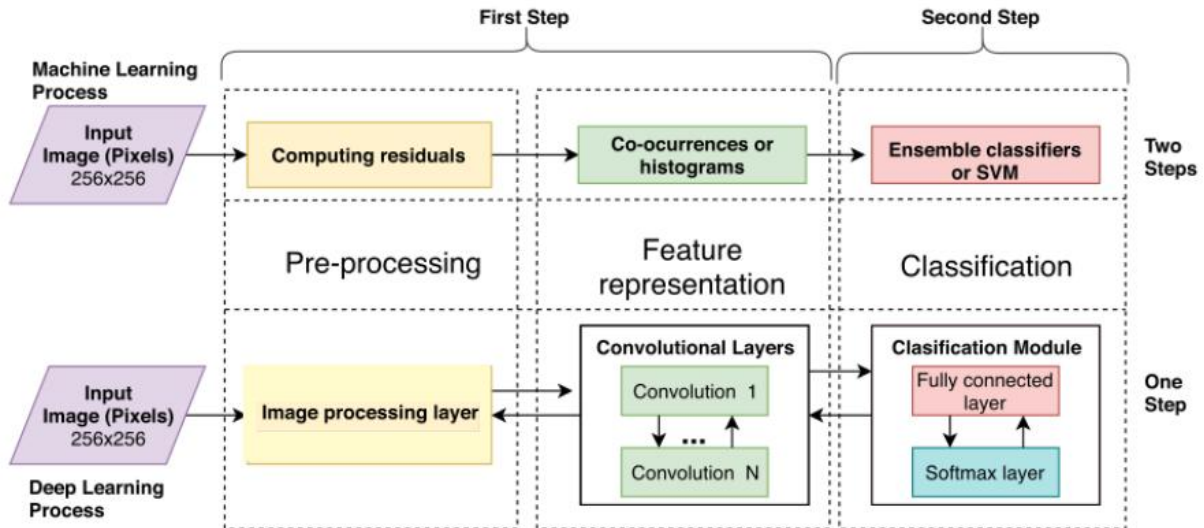 First Step
Second Step
Machine Learning
Process
Input
Image (Pixels)
256x256
Computing residuals
Co-ocurrences or
histograms
Ensemble classifiers
or SVM
Two
Steps
Pre-processing
Feature
representation
Classification
Input
Image (Pixels)
256x256
Image processing layer
Convolutional Layers
Convolution 1
...
Convolution N
Clasification Module
Fully connected
layer
Softmax layer
One
Step
Deep Learning
Process